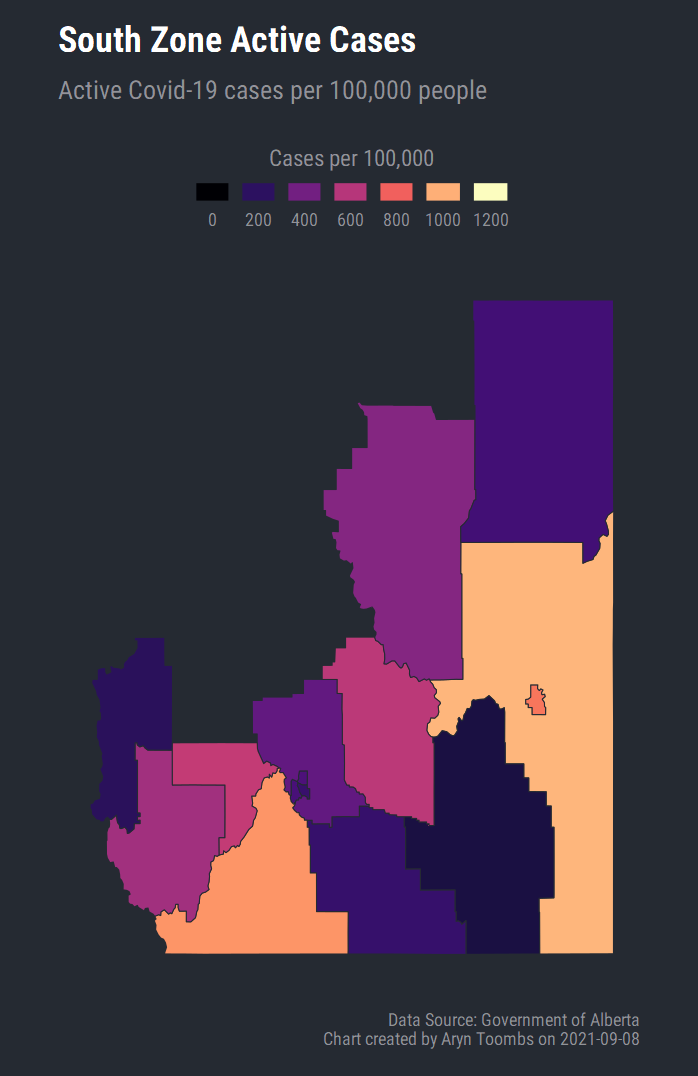 South Zone Active Cases
Active Covid-19 cases per 100,000 people
Cases per 100,000
0 200 400 600 800 1000 1200
Data Source: Government of Alberta
Chart created by Aryn Toombs on 2021-09-08